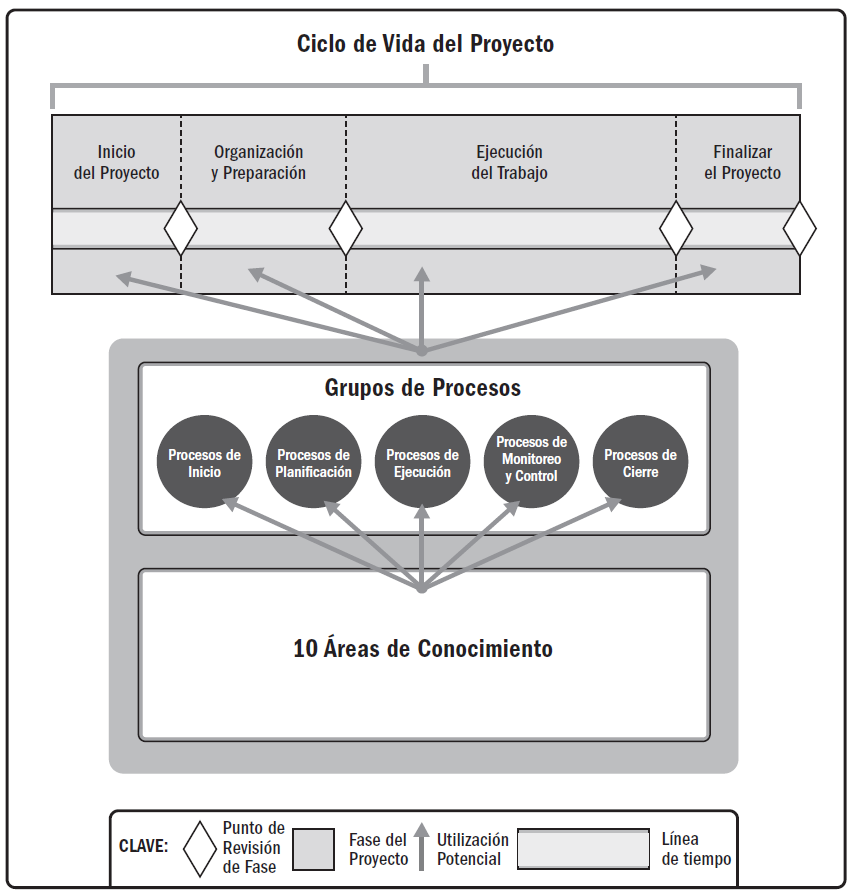 Ciclo de Vida del Proyecto
Inicio
del Proyecto
Organización
y Preparación
Ejecución
del Trabajo
Finalizar
el Proyecto
Grupos de Procesos
Procesos de
Inicio
Procesos de
Planificación
Procesos de
Ejecución
Procesos de
Monitoreo
y Control
Procesos de
Cierre
10 Áreas de Conocimiento
CLAVE:
Punto de
Revisión
de Fase
Fase del
Proyecto
Utilización
Potencial
Línea
de tiempo